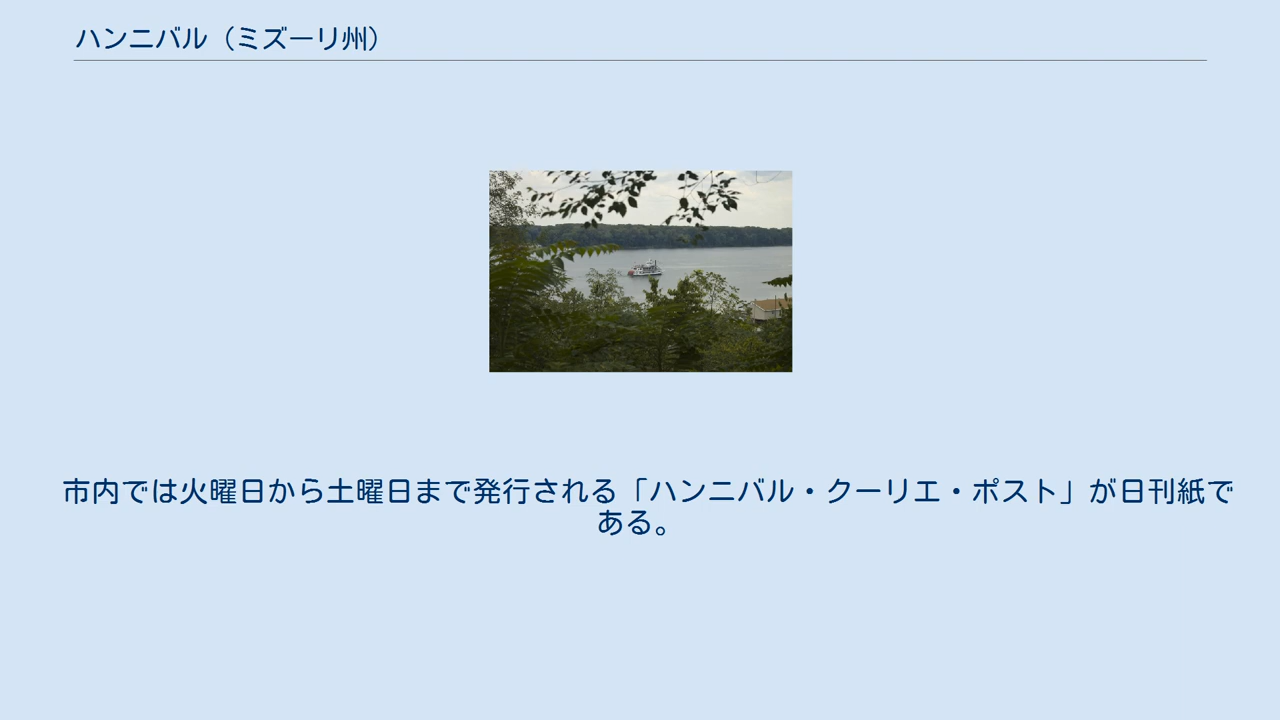 ハンニバル（ミズーリ州）
市内では火曜日から土曜日まで発行される「ハンニバル・クーリエ・ポスト」が日刊紙で
ある。